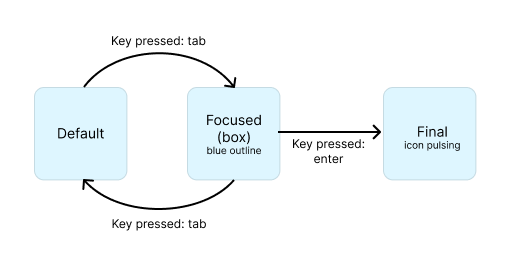 Key pressed: tab
Default
Focused
(box)
blue outline
Key pressed:
enter
Final
icon pulsing
Key pressed: tab